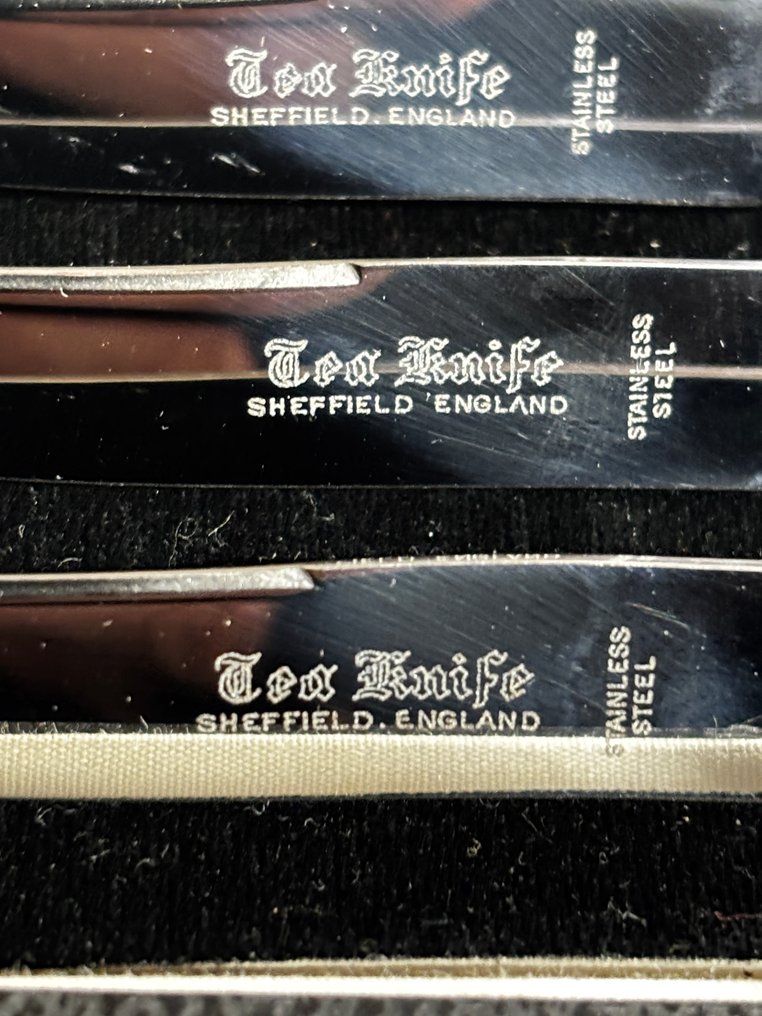 Tea Knife
SHEFFIELD. ENGLAND
STAINLESS
STEEL
Tea Knife
SHEFFIELD ENGLAND
STAINLESS
STEEL
Tea Knife
SHEFFIELD. ENGLAND
STAINLESS
STEEL